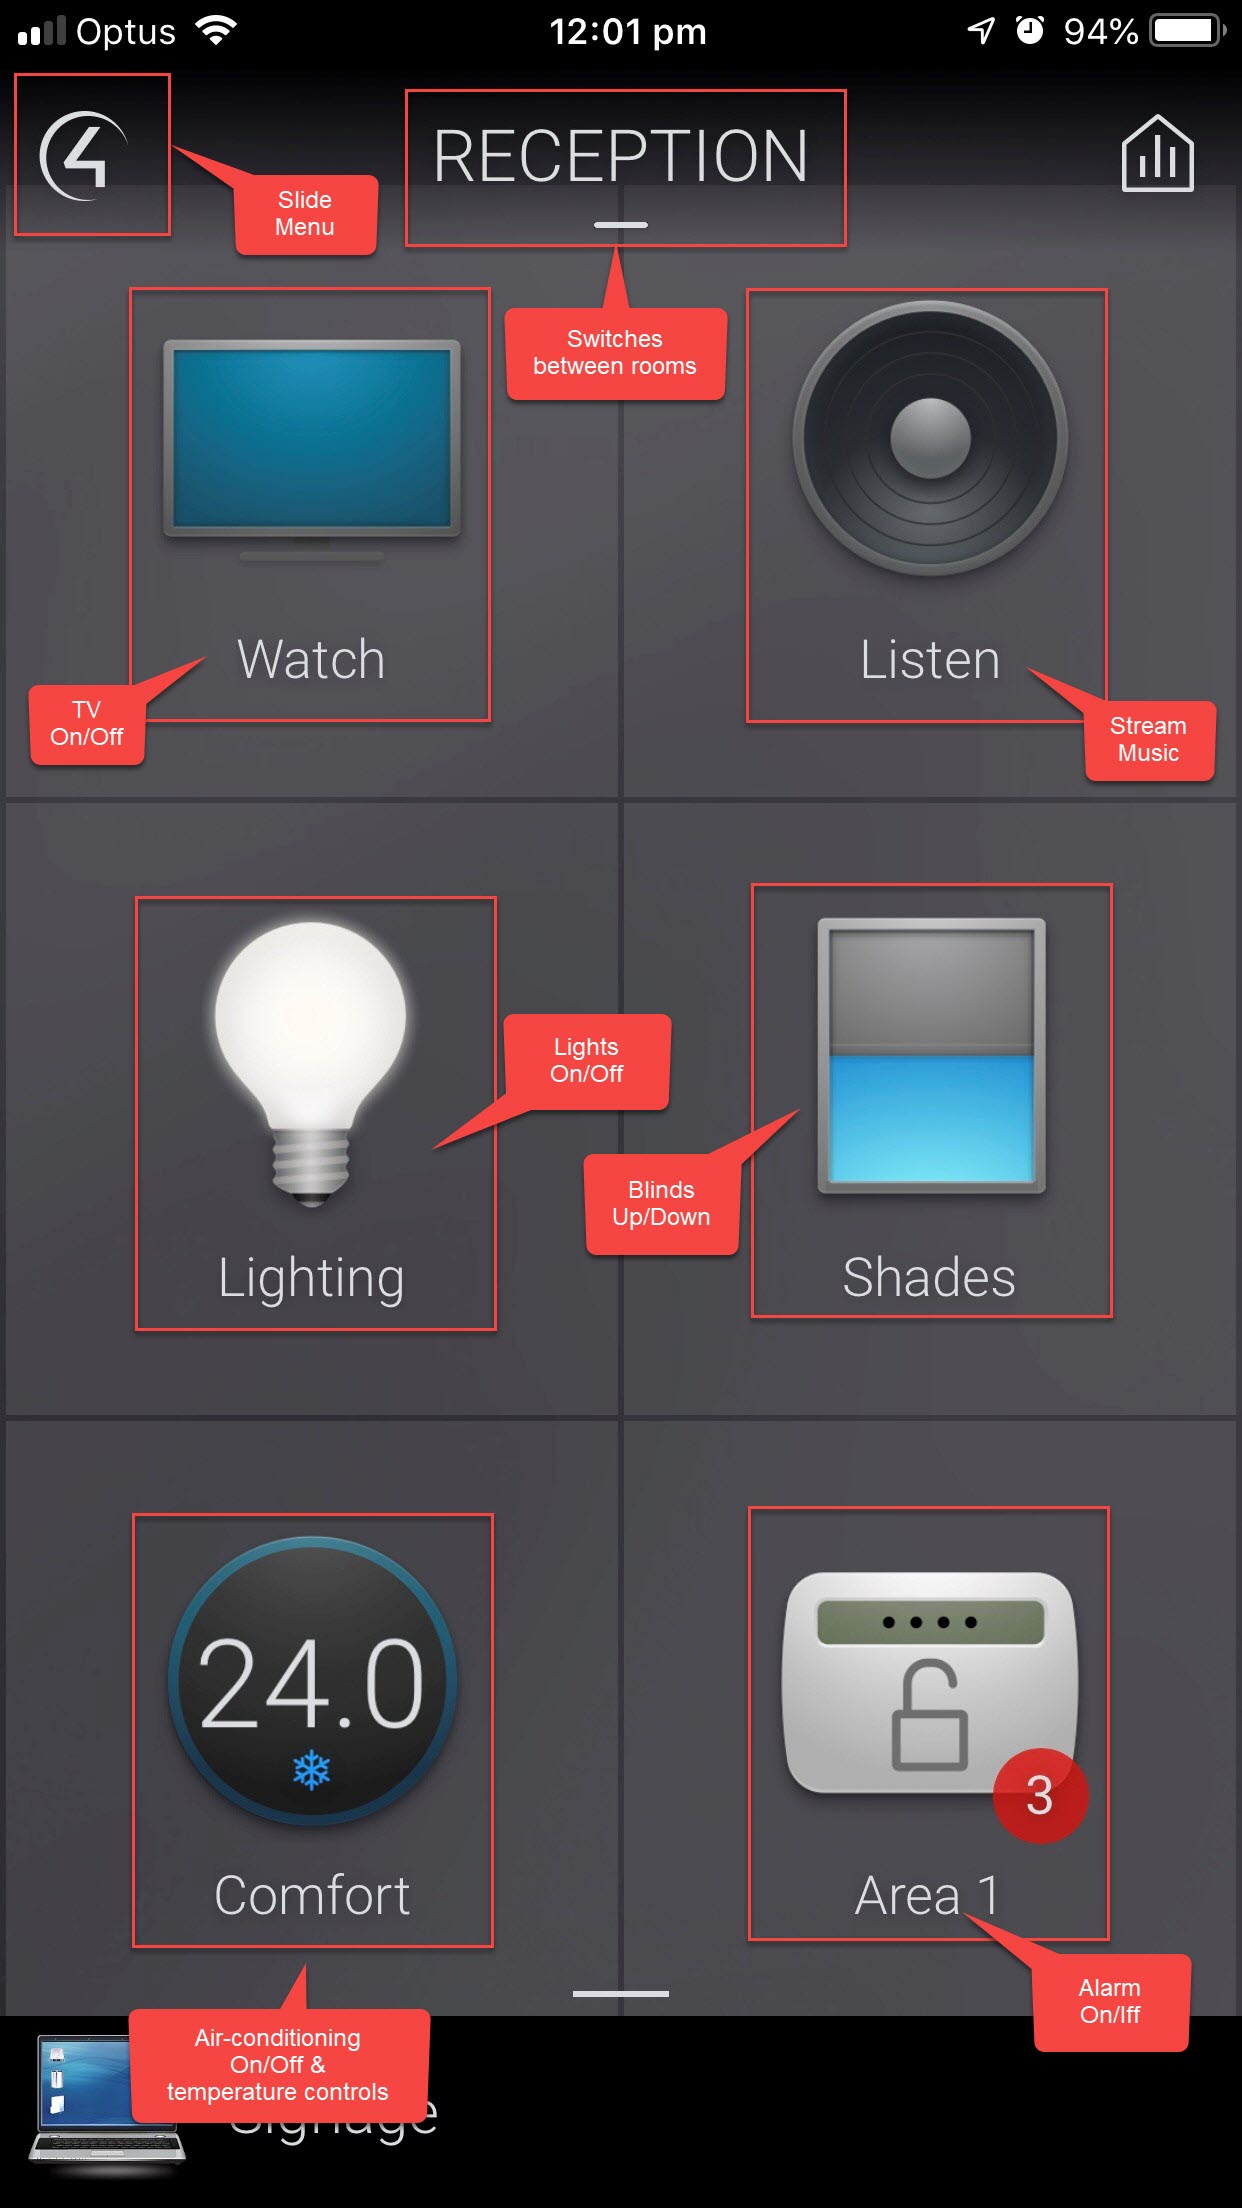 Optus
12:01 pm
94%
RECEPTION
Slide
Menu
Switches
between rooms
Watch
Listen
TV
On/Off
Stream
Music
Lights
On/Off
Blinds
Up/Down
Lighting
Shades
24.0
3
Comfort
Area 1
Alarm
On/Iff
Air-conditioning
On/Off &
temperature controls
Signage